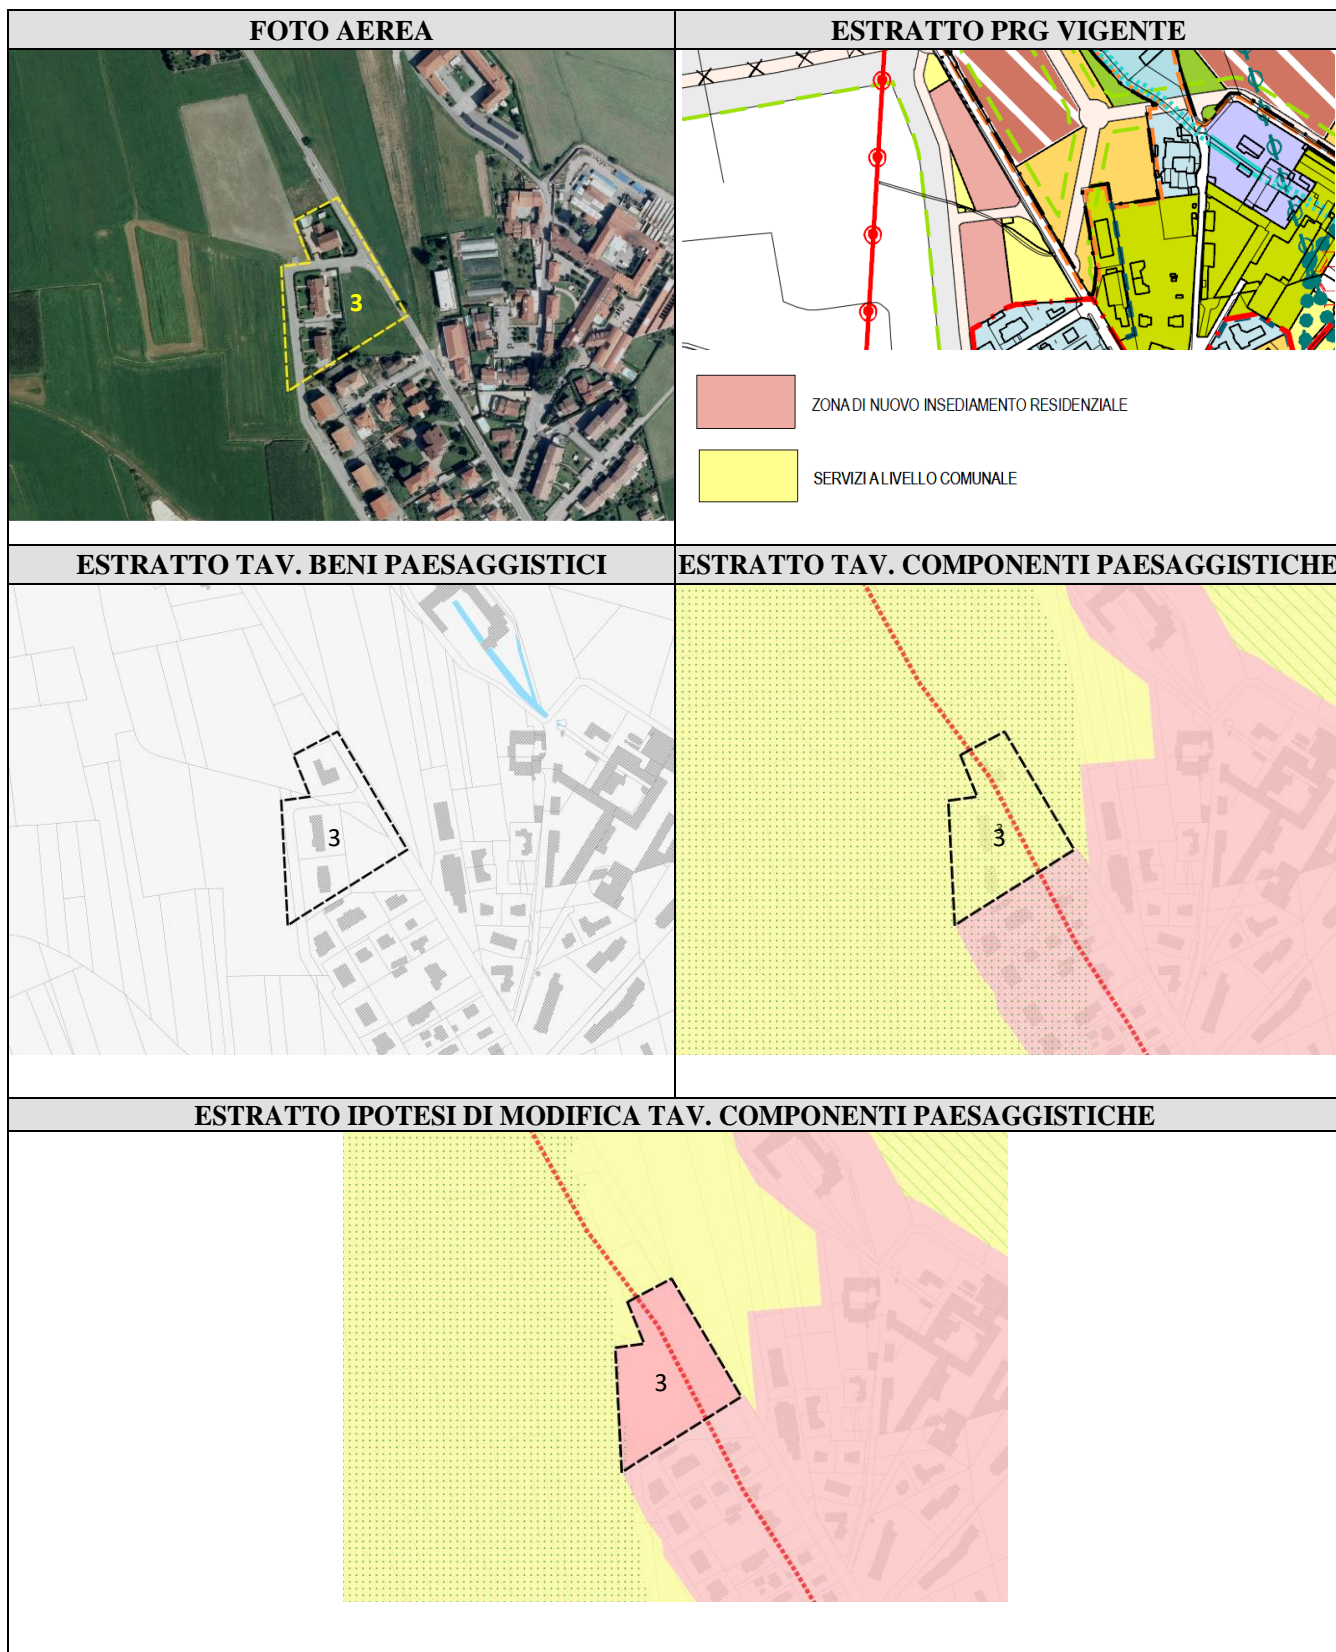 FOTO AEREA
ESTRATTO PRG VIGENTE
3
ZONA DI NUOVO INSEDIAMENTO RESIDENZIALE
SERVIZI A LIVELLO COMUNALE
ESTRATTO TAV. BENI PAESAGGISTICI
ESTRATTO TAV. COMPONENTI PAESAGGISTICHE
3
3
3
ESTRATTO IPOTESI DI MODIFICA TAV. COMPONENTI PAESAGGISTICHE
3